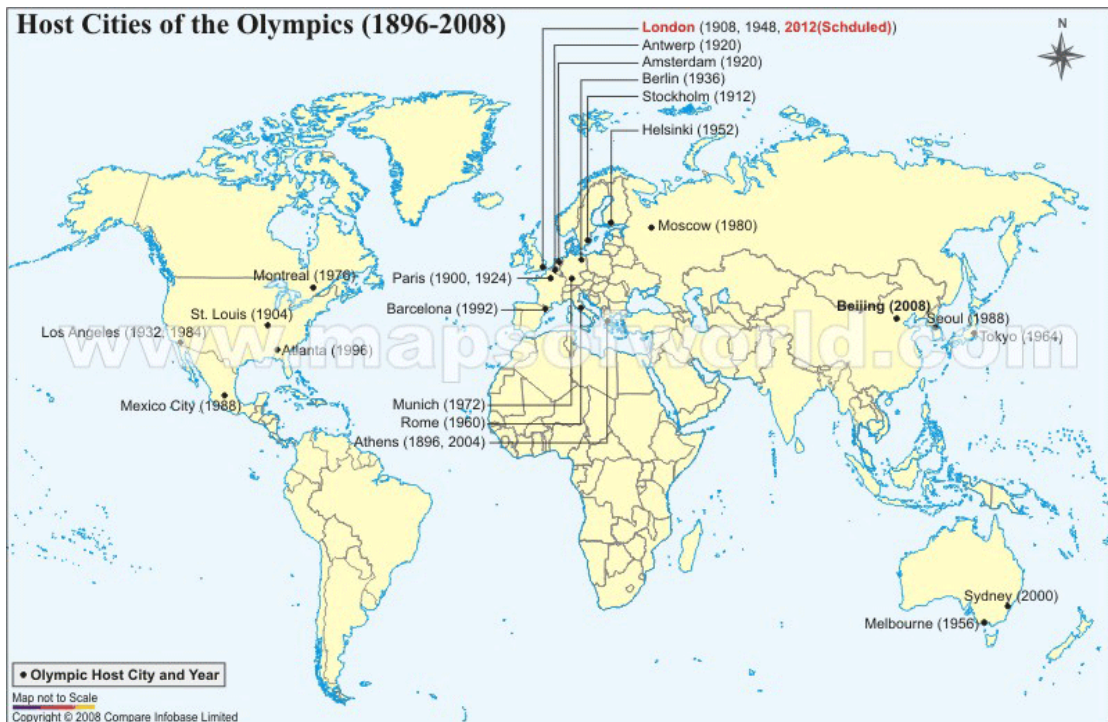 Host Cities of the Olympics (1896-2008)
London (1908, 1948, 2012(Schduled))
Antwerp (1920)
Amsterdam (1920)
Berlin (1936)
Stockholm (1912)
Helsinki (1952)
N
Moscow (1980)
Montreal (1976)
Paris (1900, 1924)
St. Louis (1904)
Barcelona (1992)
Beijing (2008)
Seoul (1988)
Los Angeles (1932, 1984)
Tokyo (1964)
www.mapsofworld.com
Atlanta (1996)
Mexico City (1988)
Munich (1972)
Rome (1960)
Athens (1896, 2004)
Sydney (2000)
Melbourne (1956)
Olympic Host City and Year
Map not to Scale
Copyright © 2008 Compare Infobase Limited